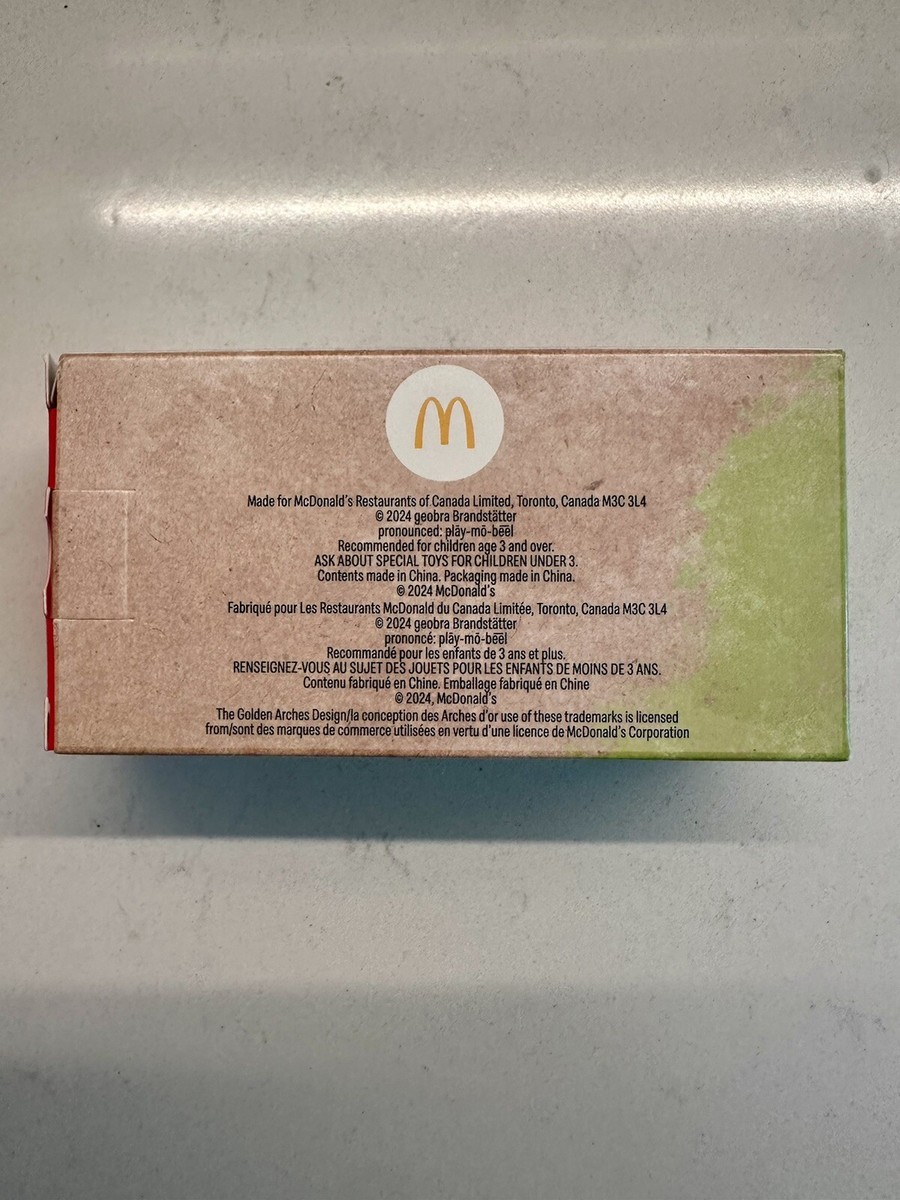 Made for McDonald's Restaurants of Canada Limited, Toronto, Canada M3C 3L4
© 2024 geobra Brandstätter
pronounced: plāy-mō-bēēl
Recommended for children age 3 and over.
ASK ABOUT SPECIAL TOYS FOR CHILDREN UNDER 3.
Contents made in China. Packaging made in China.
© 2024 McDonald's
Fabriqué pour Les Restaurants McDonald du Canada Limitée, Toronto, Canada M3C 3L4
© 2024 geobra Brandstätter
prononcé: plāy-mō-bēēl
Recommandé pour les enfants de 3 ans et plus.
RENSEIGNEZ-VOUS AU SUJET DES JOUETS POUR LES ENFANTS DE MOINS DE 3 ANS.
Contenu fabriqué en Chine. Emballage fabriqué en Chine
© 2024, McDonald's
The Golden Arches Design/la conception des Arches d'or use of these trademarks is licensed
from/sont des marques de commerce utilisées en vertu d'une licence de McDonald's Corporation